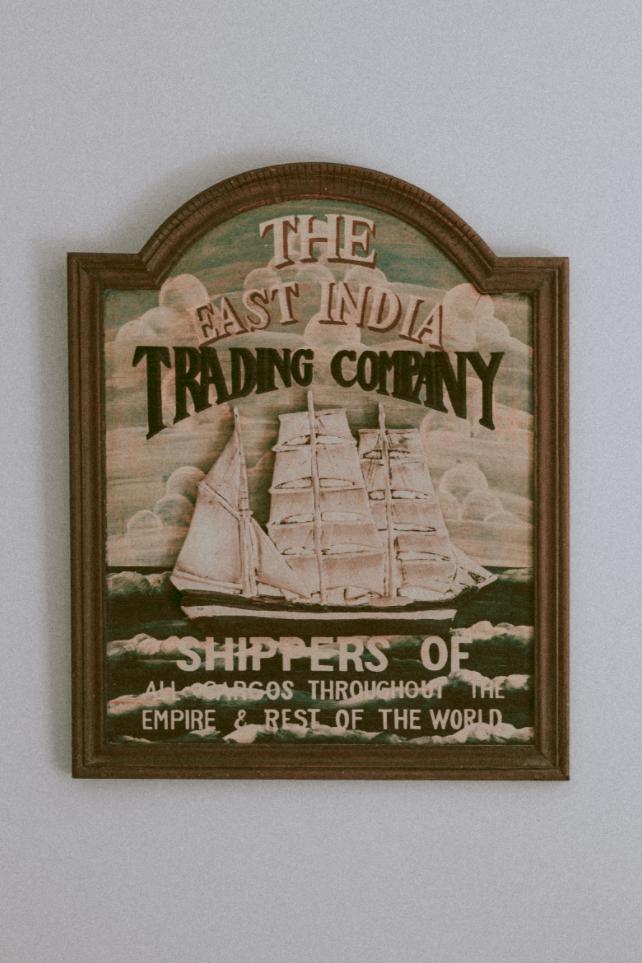 THE
EAST INDIA
TRADING COMPANY
SHIPPERS OF
ALL CARGOS THROUGHOUT THE
EMPIRE & REST OF THE WORLD